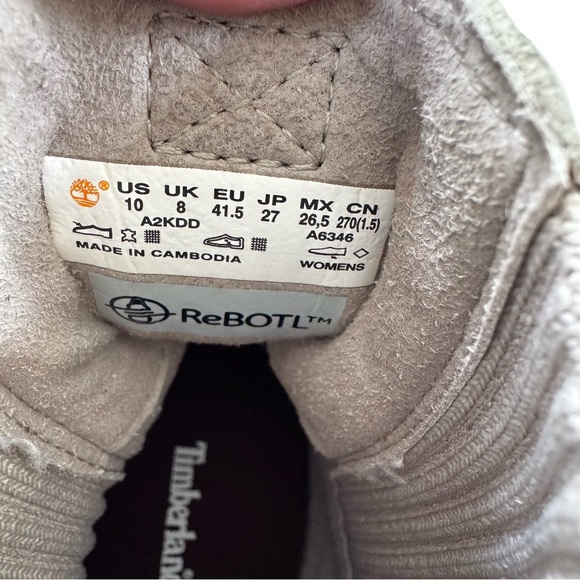 ® US UK EU JP MX CN
10 8 41.5 27 26,5 270(1.5)
A2KDD A6346
MADE IN CAMBODIA WOMENS
ReBOTL™
Timberlan